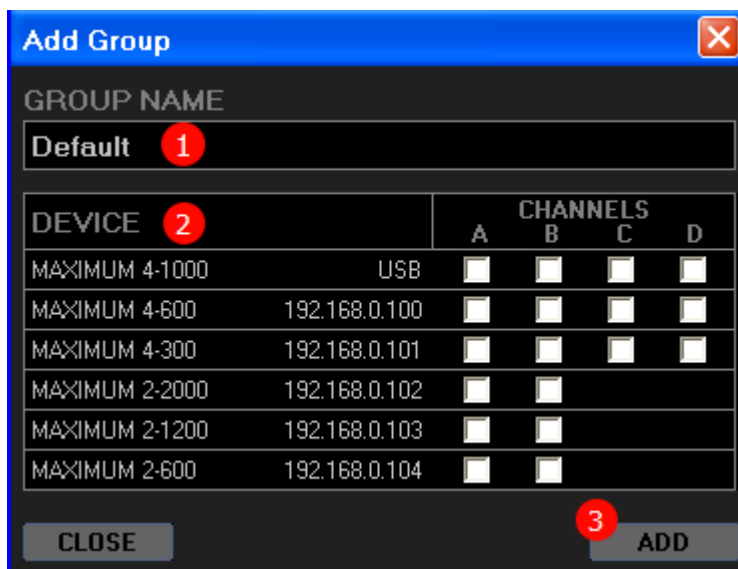 Add Group
GROUP NAME
Default 1
DEVICE 2 CHANNELS
A B C D
MAXIMUM 4-1000 USB
MAXIMUM 4-600 192.168.0.100
MAXIMUM 4-300 192.168.0.101
MAXIMUM 2-2000 192.168.0.102
MAXIMUM 2-1200 192.168.0.103
MAXIMUM 2-600 192.168.0.104
3
CLOSE ADD